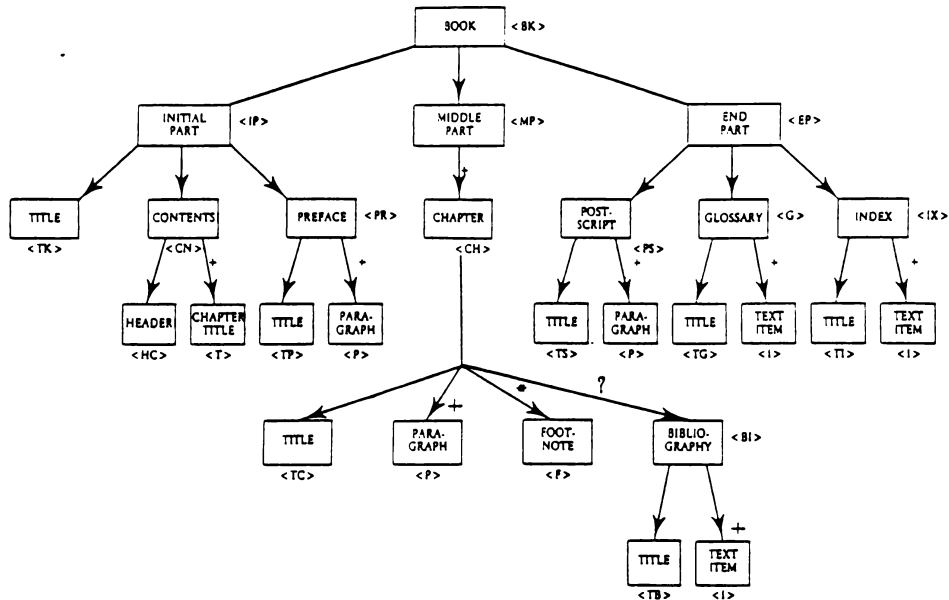 BOOK
<BK>
INITIAL
PART
<IP>
MIDDLE
PART
<MP>
END
PART
<EP>
+
TITLE
CONTENTS
PREFACE
<PR>
CHAPTER
POST-
SCRIPT
GLOSSARY
<G>
INDEX
<IX>
<TK>
<CN>
<CH>
<PS>
+
+
+
+
+
HEADER
CHAPTER
TITLE
TITLE
PARA-
GRAPH
TITLE
PARA-
GRAPH
TITLE
TEXT
ITEM
TITLE
TEXT
ITEM
<HC>
<T>
<TP>
<P>
<TS>
<P>
<TG>
<I>
<TI>
<I>
+
*
?
TITLE
PARA-
GRAPH
FOOT-
NOTE
BIBLIO-
GRAPHY
<BI>
<TC>
<P>
<F>
+
TITLE
TEXT
ITEM
<TB>
<I>